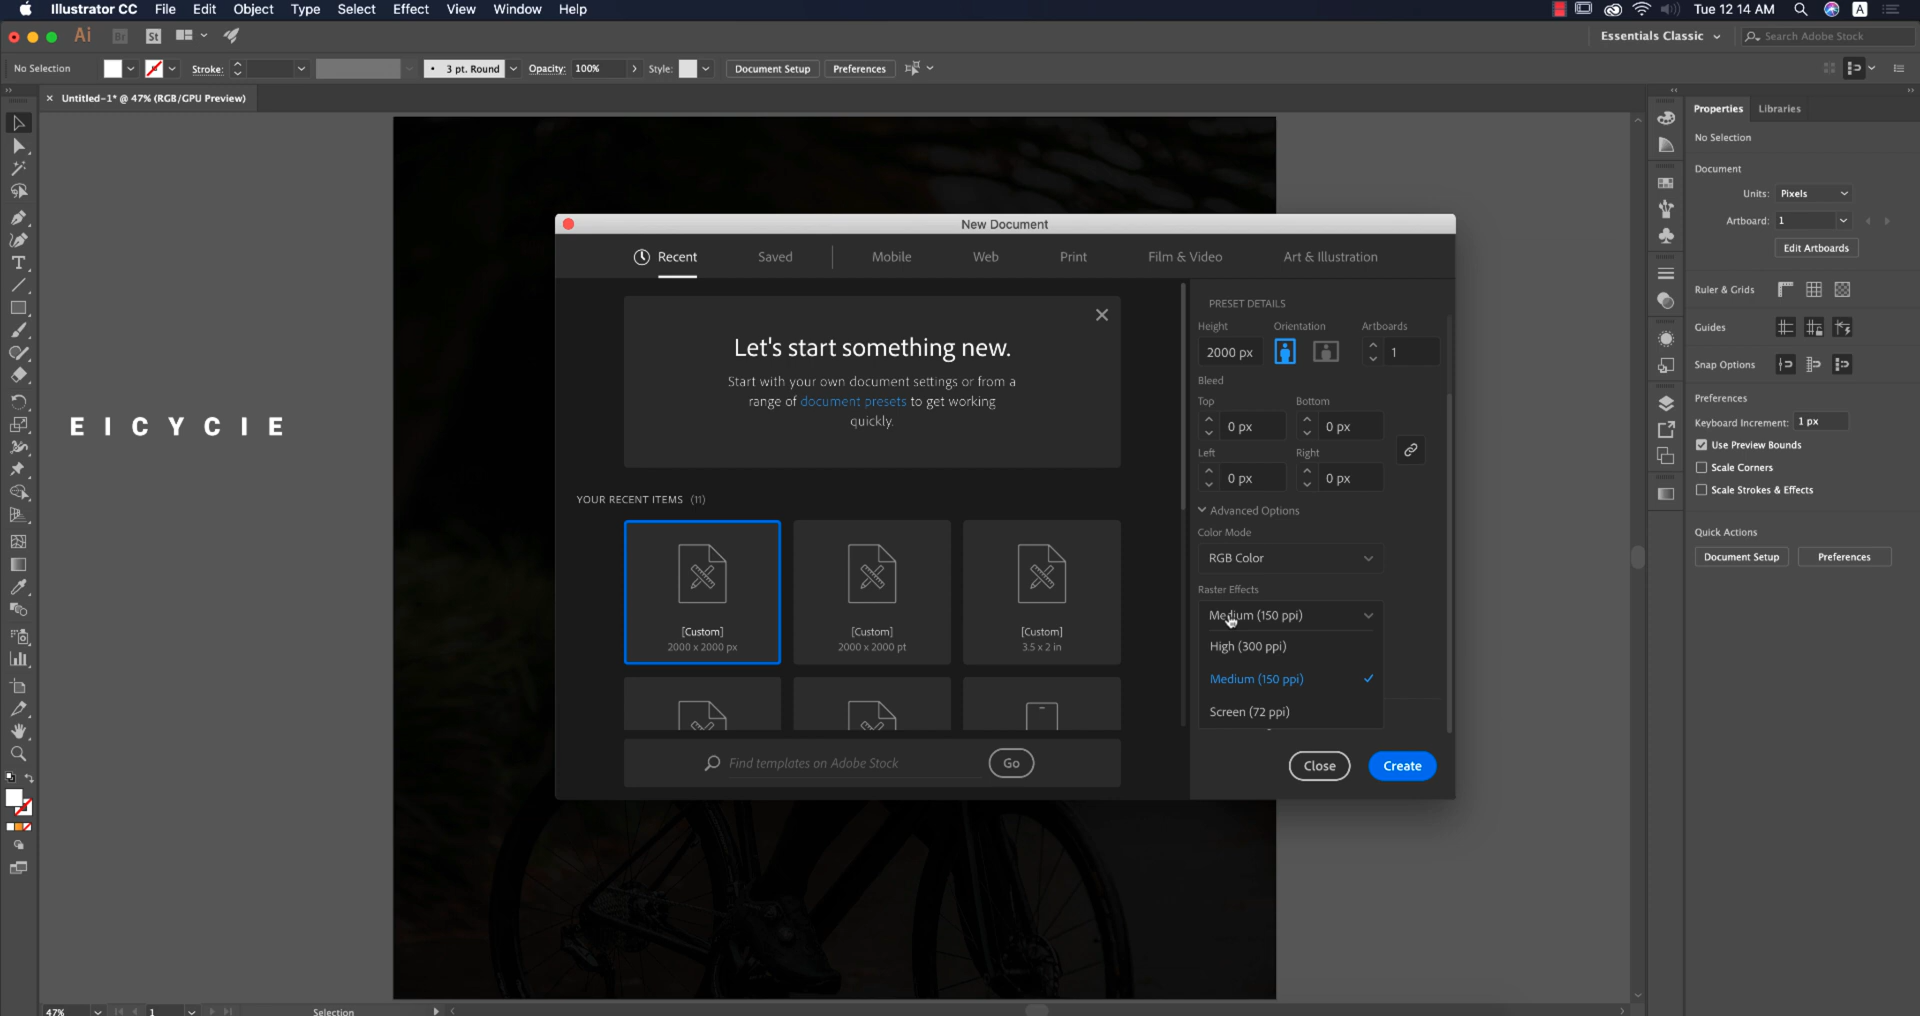 Illustrator CC File Edit Object Type Select Effect View Window Help Tue 12 14 AM A
Ai Br St Essentials Classic Search Adobe Stock
No Selection Stroke: 3 pt. Round Opacity: 100% Style: Document Setup Preferences
Untitled-1* @ 47% (RGB/GPU Preview)
Properties Libraries
No Selection
Document
Units: Pixels
Artboard: 1
Edit Artboards
Ruler & Grids
Guides
Snap Options
Preferences
Keyboard Increment: 1 px
Use Preview Bounds
Scale Corners
Scale Strokes & Effects
Quick Actions
Document Setup Preferences
E I C Y C I E
New Document
Recent Saved Mobile Web Print Film & Video Art & Illustration
Let's start something new.
Start with your own document settings or from a
range of document presets to get working
quickly.
YOUR RECENT ITEMS (11)
[Custom] [Custom] [Custom]
2000 x 2000 px 2000 x 2000 pt 3.5 x 2 in
Find templates on Adobe Stock Go
PRESET DETAILS
Height Orientation Artboards
2000 px 1
Bleed
Top Bottom
0 px 0 px
Left Right
0 px 0 px
Advanced Options
Color Mode
RGB Color
Raster Effects
Medium (150 ppi)
High (300 ppi)
Medium (150 ppi)
Screen (72 ppi)
Close Create
47% 1 Selection